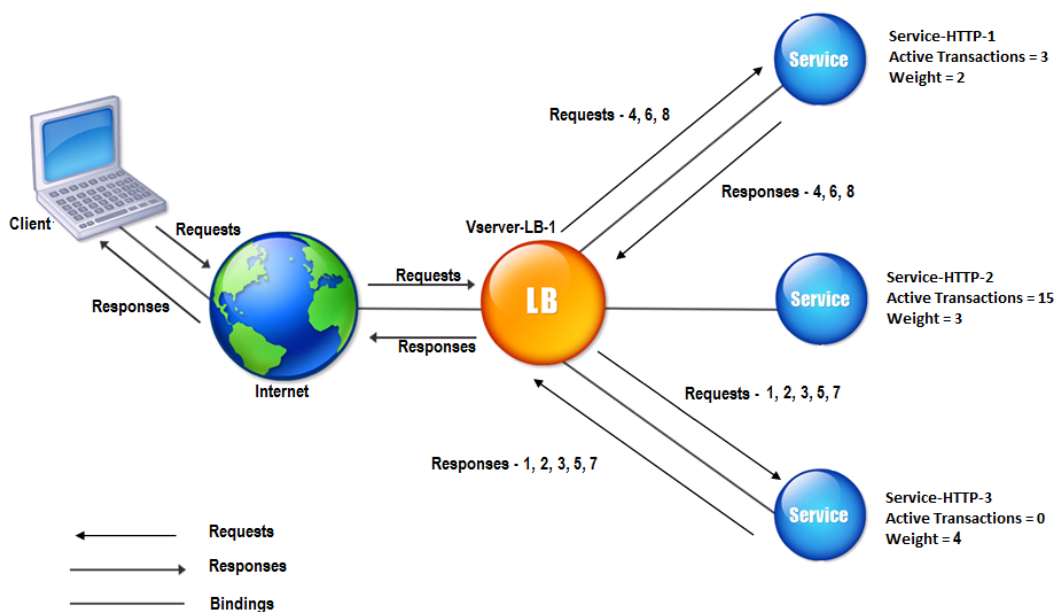 Service
Service-HTTP-1
Active Transactions = 3
Weight = 2
Requests - 4, 6, 8
Responses - 4, 6, 8
Client
Requests
Responses
Internet
Requests
Responses
Vserver-LB-1
LB
Service
Service-HTTP-2
Active Transactions = 15
Weight = 3
Requests - 1, 2, 3, 5, 7
Responses - 1, 2, 3, 5, 7
Service
Service-HTTP-3
Active Transactions = 0
Weight = 4
Requests
Responses
Bindings